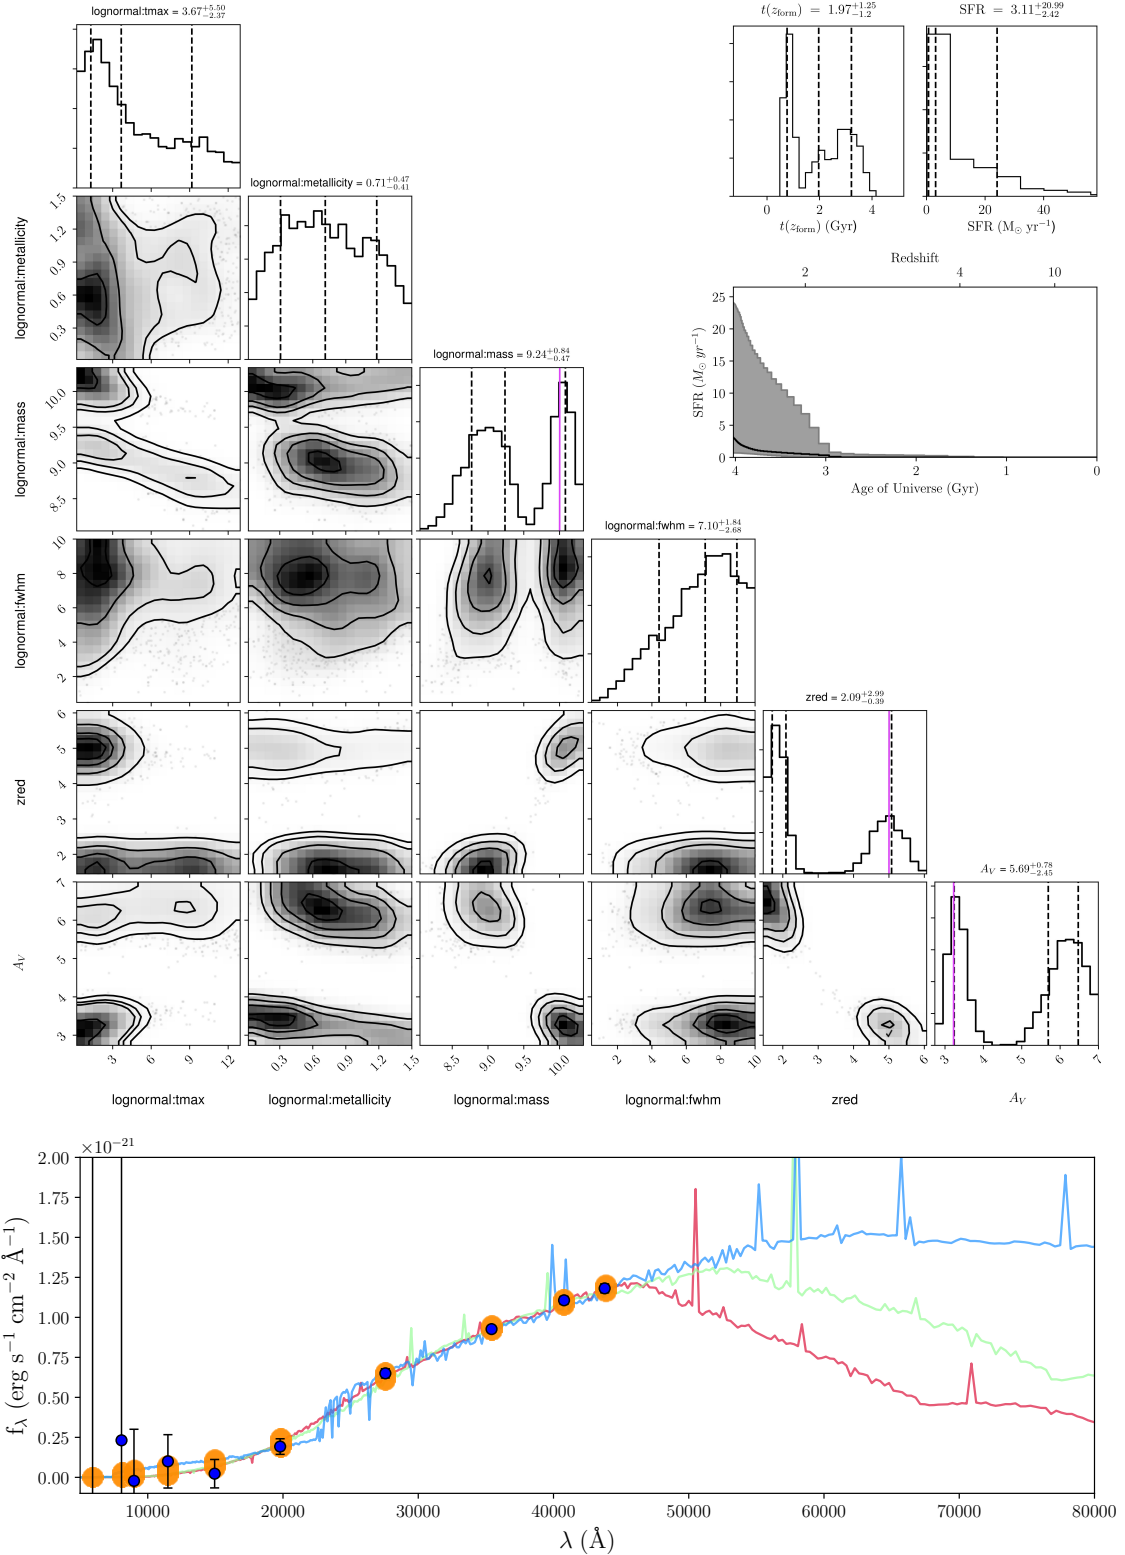 lognormal:tmax = 3.67+5.50−2.37
t(zform) = 1.97+1.25−1.2
SFR = 3.11+20.99−2.42
lognormal:metallicity = 0.71+0.47−0.41
0 2 4
t(zform) (Gyr)
0 20 40
SFR (M⊙ yr−1)
lognormal:metallicity
1.5
1.2
0.9
0.6
0.3
Redshift
2 4 10
SFR (M⊙ yr−1)
25
20
15
10
5
0
4 3 2 1 0
Age of Universe (Gyr)
lognormal:mass = 9.24+0.84−0.47
lognormal:mass
10.0
9.5
9.0
8.5
lognormal:fwhm = 7.10+1.84−2.68
lognormal:fwhm
10
8
6
4
2
zred = 2.09+2.99−0.39
zred
6
5
4
3
2
AV = 5.69+0.78−2.45
AV
7
6
5
4
3
3 6 9 12
0.3 0.6 0.9 1.2 1.5
8.5 9.0 9.5 10.0
2 4 6 8 10
2 3 4 5 6
3 4 5 6 7
lognormal:tmax
lognormal:metallicity
lognormal:mass
lognormal:fwhm
zred
AV
×10−21
2.00
1.75
1.50
1.25
1.00
0.75
0.50
0.25
0.00
fλ (erg s−1 cm−2 Å−1)
10000 20000 30000 40000 50000 60000 70000 80000
λ (Å)